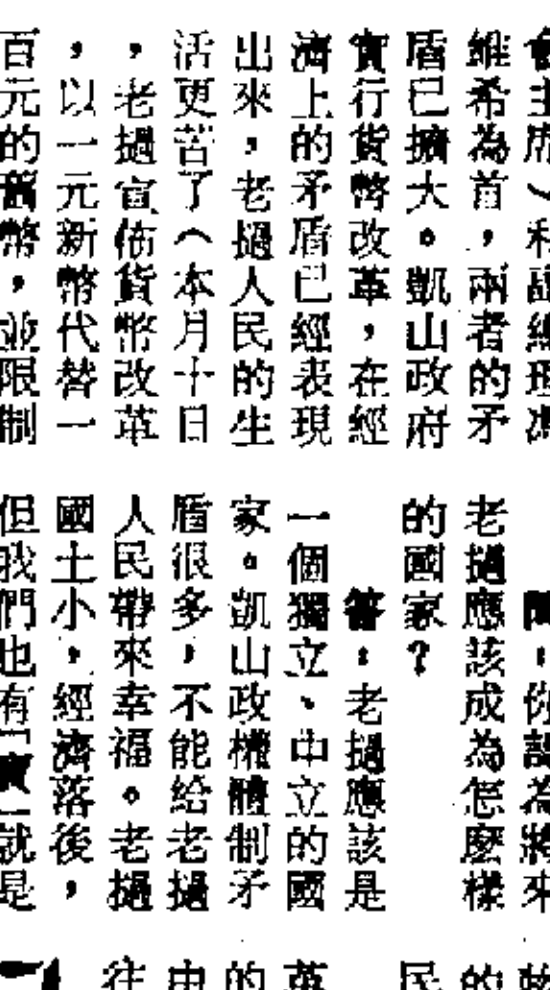 會主席）和副總理馮
維希為首，兩者的矛
盾已擴大。凱山政府
實行貨幣改革，在經
濟上的矛盾已經表現
出來，老撾人民的生
活更苦了（本月十日
，老撾宣佈貨幣改革
，以一元新幣代替一
百元的舊幣，並限制
問：你認為將來
老撾應該成為怎麼樣
的國家？
答：老撾應該是
一個獨立、中立的國
家。凱山政權體制矛
盾很多，不能給老撾
人民帶來幸福。老撾
國土小，經濟落後，
但我們也有「寶」就是
的
民
英
的
由
往